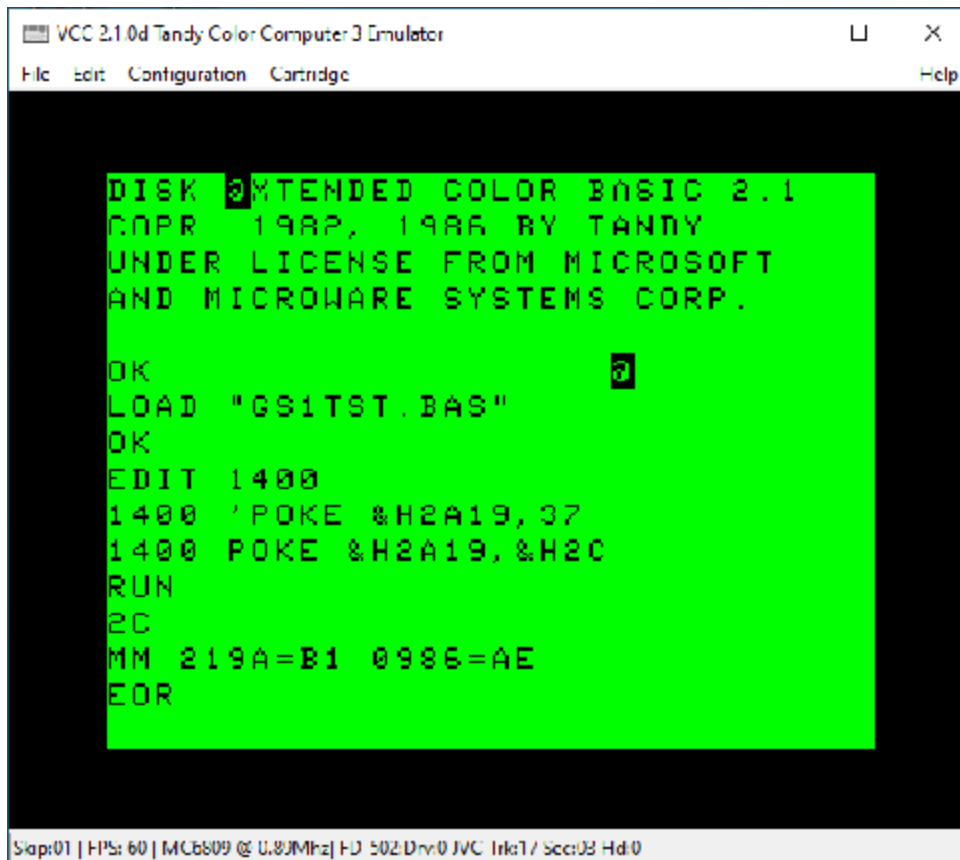 VCC 2.1.0d Tandy Color Computer 3 Emulator
File Edit Configuration Cartridge Help
DISK @XTENDED COLOR BASIC 2.1
COPR 1982, 1986 BY TANDY
UNDER LICENSE FROM MICROSOFT
AND MICROWARE SYSTEMS CORP.
OK @
LOAD "GS1TST.BAS"
OK
EDIT 1400
1400 'POKE &H2A19,37
1400 POKE &H2A19,&H2C
RUN
2C
MM 219A=B1 0986=AE
EOR
Skip:01 | FPS: 60 | MC6809 @ 0.89Mhz| FD-502:Drv:0 JVC Trk:17 Sec:03 Hd:0